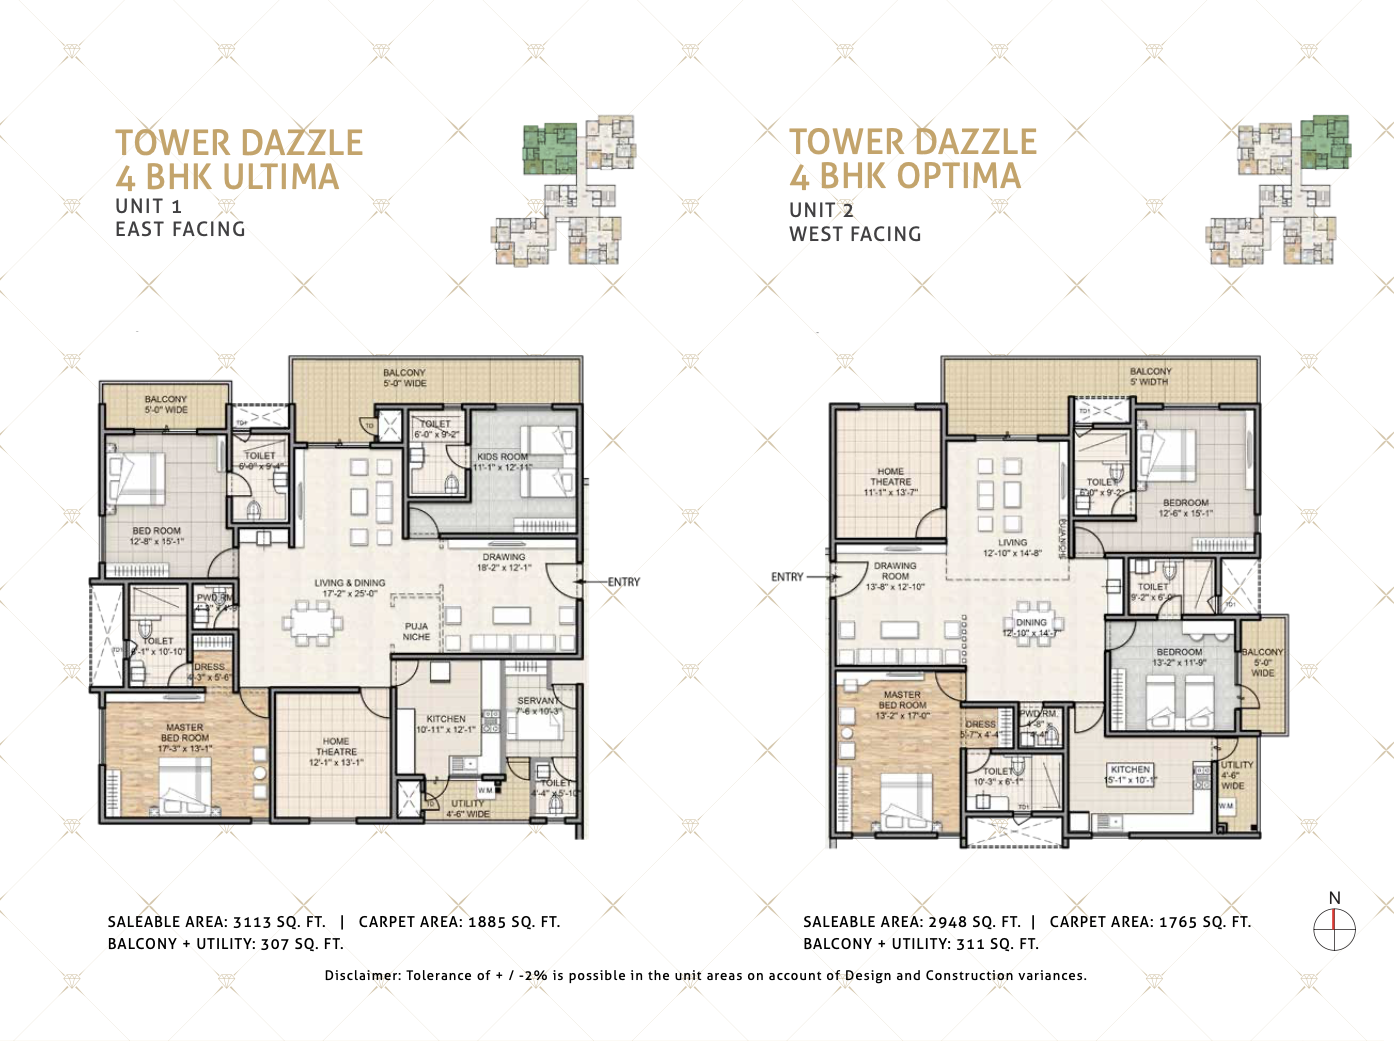 TOWER DAZZLE
4 BHK ULTIMA
UNIT 1
EAST FACING
BALCONY
5'-0" WIDE
BALCONY
5'-0" WIDE
TOILET
6'-0" x 9'-4"
TD
TOILET
6'-0" x 9'-2"
KIDS ROOM
11'-1" x 12'-11"
BED ROOM
12'-8" x 15'-1"
DRAWING
18'-2" x 12'-1"
ENTRY
LIVING & DINING
17'-2" x 25'-0"
PWD.RM.
PUJA
NICHE
TOILET
10'-10"
DRESS
4'-3" x 5'-6"
SERVANT
7'-6 x 10'-3"
MASTER
BED ROOM
17'-3" x 13'-1"
HOME
THEATRE
12'-1" x 13'-1"
KITCHEN
10'-11" x 12'-1"
TOILET
4'-4" x 5'-10"
W.M.
UTILITY
4'-6" WIDE
SALEABLE AREA: 3113 SQ. FT. | CARPET AREA: 1885 SQ. FT.
BALCONY + UTILITY: 307 SQ. FT.
TOWER DAZZLE
4 BHK OPTIMA
UNIT 2
WEST FACING
BALCONY
5' WIDTH
TD1
HOME
THEATRE
11'-1" x 13'-7"
TOILET
6'-0" x 9'-2"
BEDROOM
12'-6" x 15'-1"
PUJA NICHE
LIVING
12'-10" x 14'-8"
ENTRY
DRAWING
ROOM
13'-8" x 12'-10"
TOILET
9'-2" x 6'-0"
TD1
DINING
12'-10" x 14'-7"
BEDROOM
13'-2" x 11'-9"
BALCONY
5'-0"
WIDE
MASTER
BED ROOM
13'-2" x 17'-0"
DRESS
5'-7" x 4'-4"
PWD.RM.
4'-8" x
4'-4"
TOILET
10'-3" x 6'-1"
TD1
KITCHEN
15'-1" x 10'-1"
UTILITY
4'-6"
WIDE
W.M.
SALEABLE AREA: 2948 SQ. FT. | CARPET AREA: 1765 SQ. FT.
BALCONY + UTILITY: 311 SQ. FT.
N
Disclaimer: Tolerance of + / -2% is possible in the unit areas on account of Design and Construction variances.